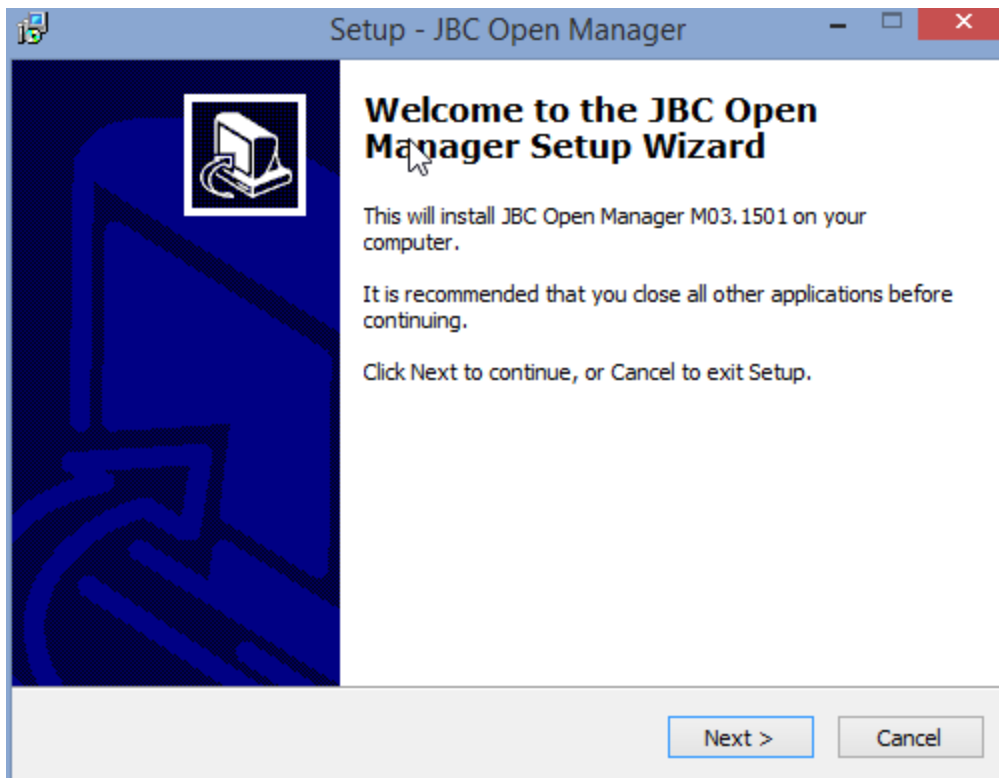 Setup - JBC Open Manager
Welcome to the JBC Open
Manager Setup Wizard
This will install JBC Open Manager M03.1501 on your
computer.
It is recommended that you close all other applications before
continuing.
Click Next to continue, or Cancel to exit Setup.
Next >
Cancel